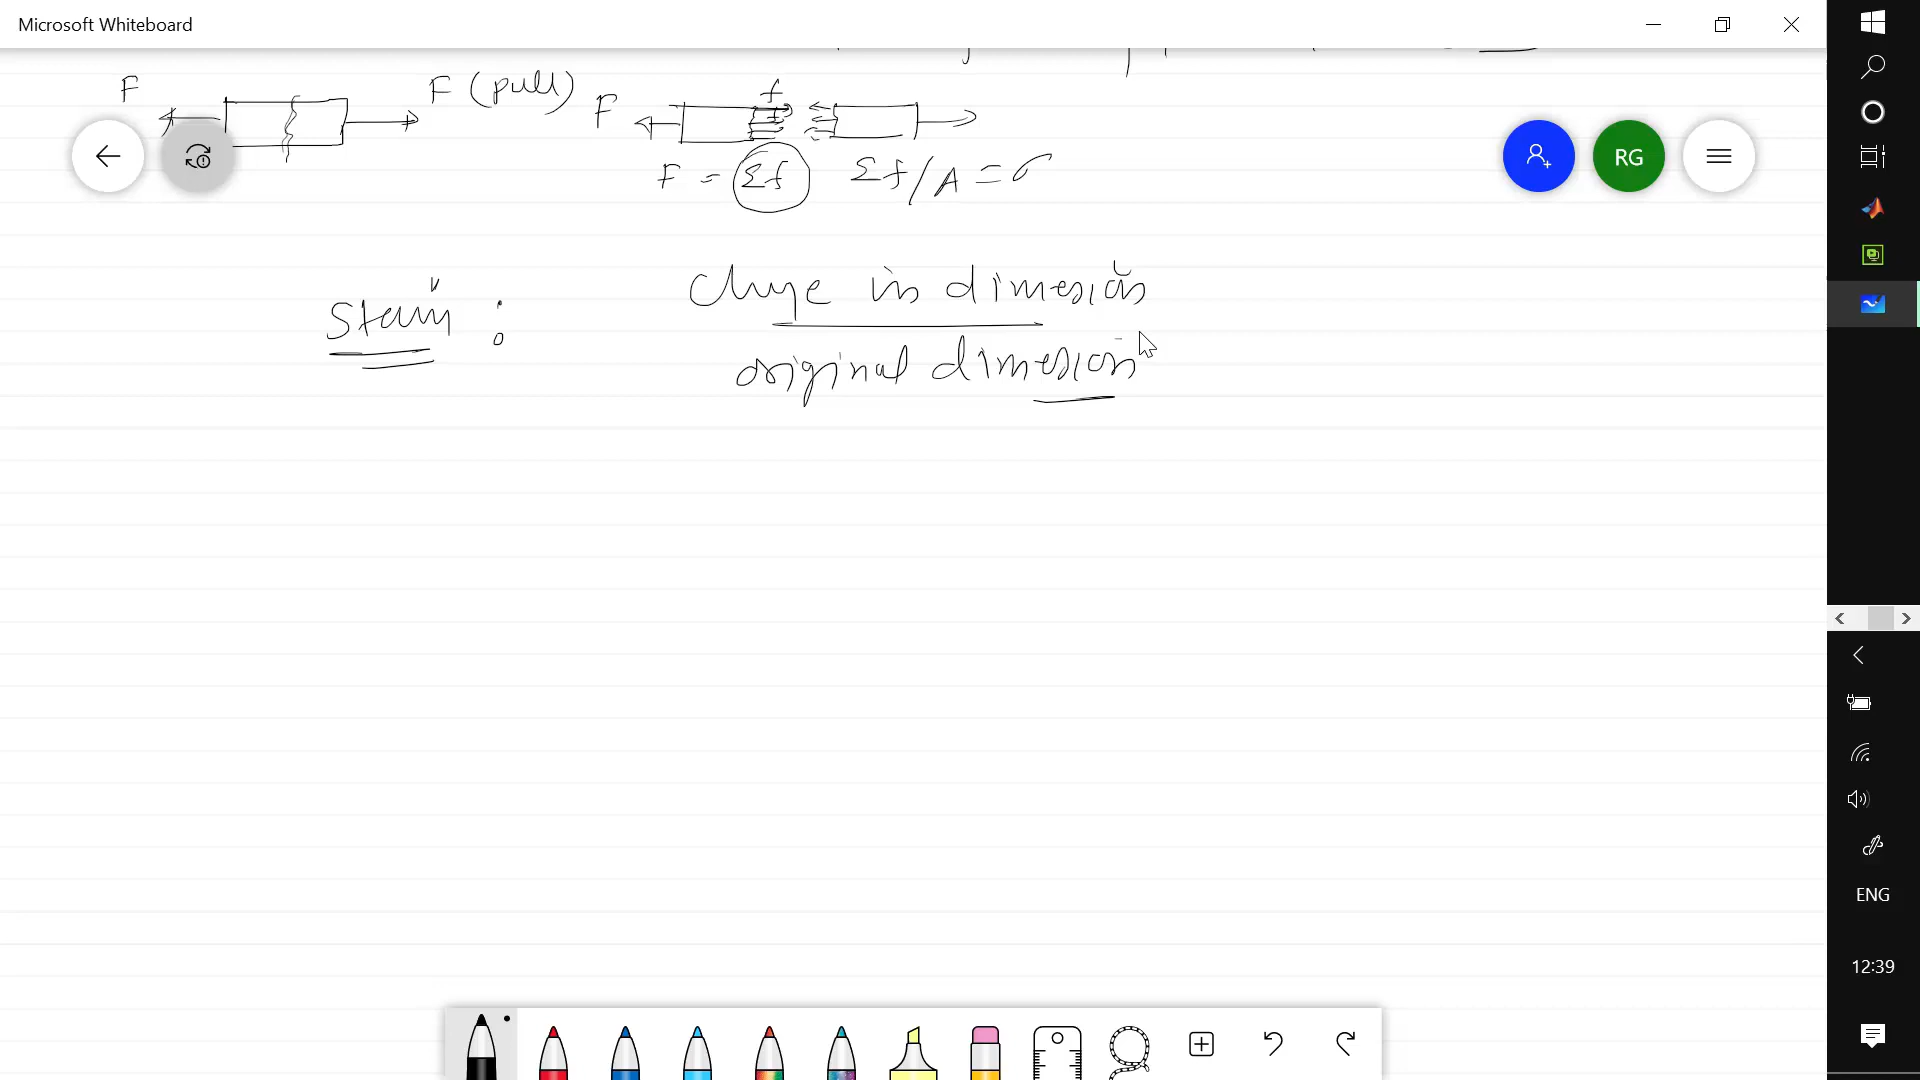 Microsoft Whiteboard
F F (pull) F f
F = Σf Σf/A = σ
RG
Strain : Change in dimension
original dimension
ENG
12:39